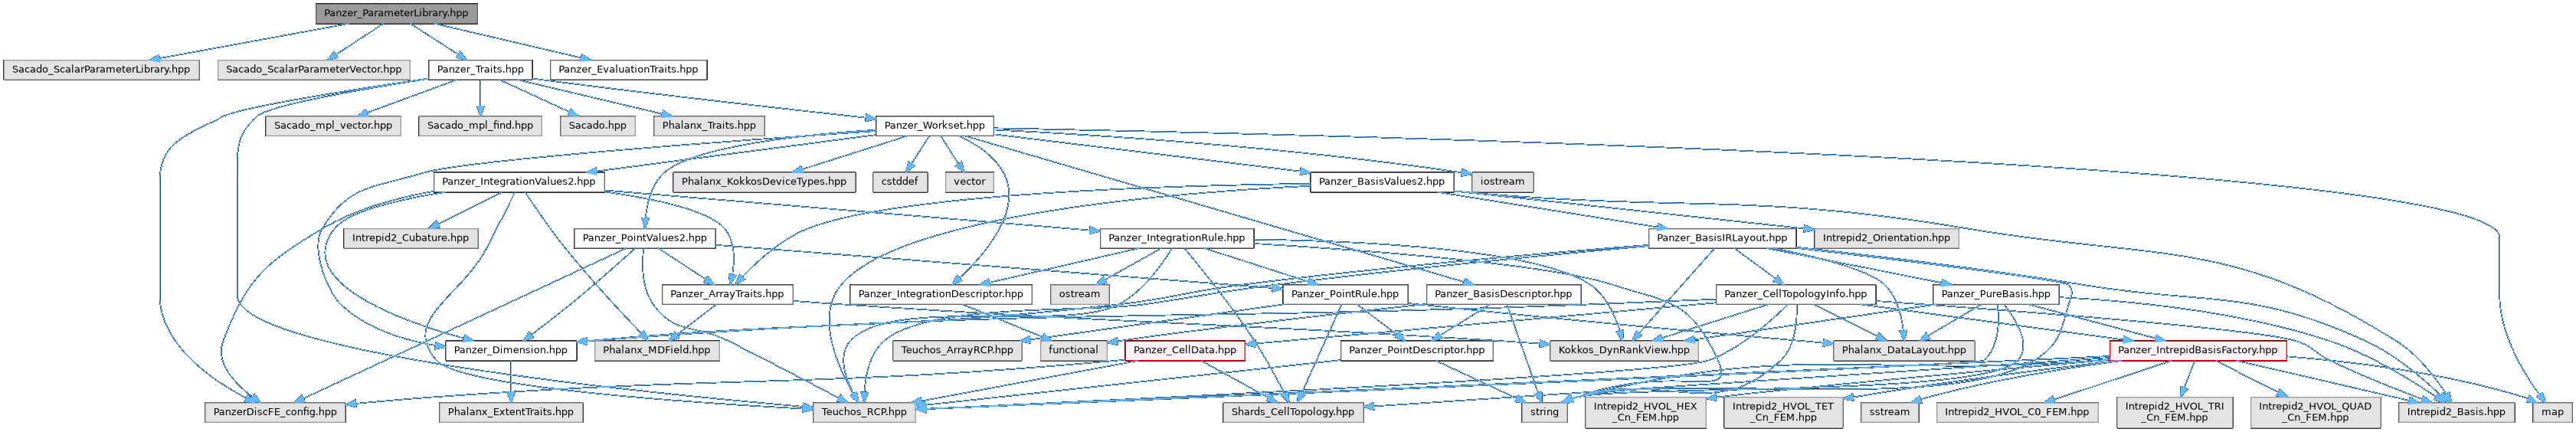 Panzer_ParameterLibrary.hpp
Sacado_ScalarParameterLibrary.hpp
Sacado_ScalarParameterVector.hpp
Panzer_Traits.hpp
Panzer_EvaluationTraits.hpp
Sacado_mpl_vector.hpp
Sacado_mpl_find.hpp
Sacado.hpp
Phalanx_Traits.hpp
Panzer_Workset.hpp
Panzer_IntegrationValues2.hpp
Phalanx_KokkosDeviceTypes.hpp
cstddef
vector
Panzer_BasisValues2.hpp
iostream
Intrepid2_Cubature.hpp
Panzer_PointValues2.hpp
Panzer_IntegrationRule.hpp
Panzer_BasisIRLayout.hpp
Intrepid2_Orientation.hpp
Panzer_ArrayTraits.hpp
Panzer_IntegrationDescriptor.hpp
ostream
Panzer_PointRule.hpp
Panzer_BasisDescriptor.hpp
Panzer_CellTopologyInfo.hpp
Panzer_PureBasis.hpp
Panzer_Dimension.hpp
Phalanx_MDField.hpp
Teuchos_ArrayRCP.hpp
functional
Panzer_CellData.hpp
Panzer_PointDescriptor.hpp
Kokkos_DynRankView.hpp
Phalanx_DataLayout.hpp
Panzer_IntrepidBasisFactory.hpp
PanzerDiscFE_config.hpp
Phalanx_ExtentTraits.hpp
Teuchos_RCP.hpp
Shards_CellTopology.hpp
string
Intrepid2_HVOL_HEX
_Cn_FEM.hpp
Intrepid2_HVOL_TET
_Cn_FEM.hpp
sstream
Intrepid2_HVOL_C0_FEM.hpp
Intrepid2_HVOL_TRI
_Cn_FEM.hpp
Intrepid2_HVOL_QUAD
_Cn_FEM.hpp
Intrepid2_Basis.hpp
map